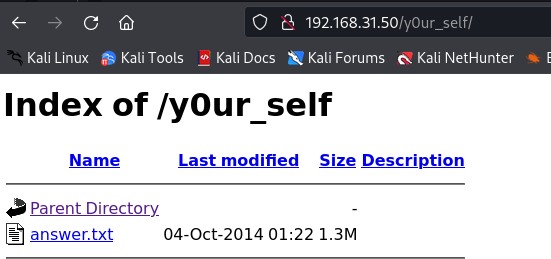 192.168.31.50/y0ur_self/
Kali Linux Kali Tools Kali Docs Kali Forums Kali NetHunter
Index of /y0ur_self
Name Last modified Size Description
Parent Directory -
answer.txt 04-Oct-2014 01:22 1.3M